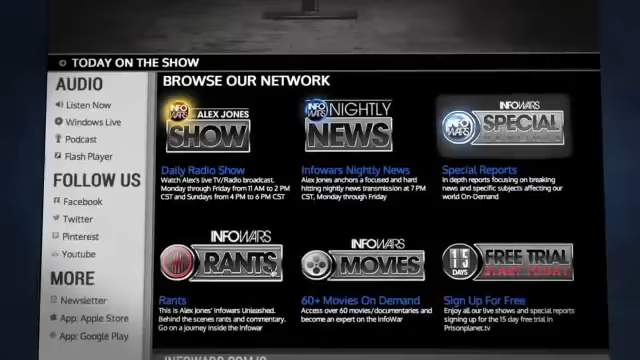 TODAY ON THE SHOW
AUDIO
Listen Now
Windows Live
Podcast
Flash Player
FOLLOW US
Facebook
Twitter
Pinterest
Youtube
MORE
Newsletter
App: Apple Store
App: Google Play
BROWSE OUR NETWORK
INFO WARS
ALEX JONES
SHOW
Daily Radio Show
Watch Alex's live TV/Radio broadcast.
Monday through Friday from 11 AM to 2 PM
CST and Sundays from 4 PM to 6 PM CST
INFO WARS
NIGHTLY
NEWS
Infowars Nightly News
Alex Jones anchors a focused and hard
hitting nightly news transmission at 7 PM
CST, Monday through Friday
INFOWARS
INFO WARS
SPECIAL
Special Reports
In depth reports focusing on breaking
news and specific subjects affecting our
world On-Demand
INFOWARS
RANTS
Rants
This is Alex Jones' Infowars Unleashed.
Behind the scenes rants and commentary.
Go on a journey inside the Infowar
INFOWARS
MOVIES
60+ Movies On Demand
Access over 60 movies/documentaries and
become an expert on the InfoWar
15
DAYS
FREE TRIAL
START TODAY
Sign Up For Free
Enjoy all our live shows and special reports
signing up for the 15 day free trial in
Prisonplanet.tv